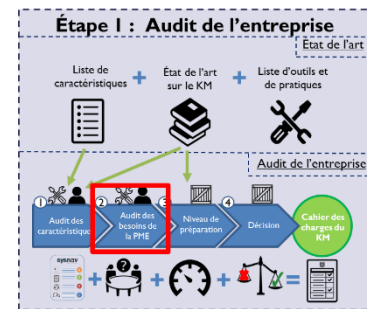 Étape 1 : Audit de l'entreprise
État de l'art
Liste de
caractéristiques
+
État de l'art
sur le KM
+
Liste d'outils et
de pratiques
Audit de l'entreprise
1
Audit des
caractéristiques
2
Audit des
besoins de
la PME
3
Niveau de
préparation
4
Décision
Cahier des
charges du
KM
sysnav
+
?
+
+
=